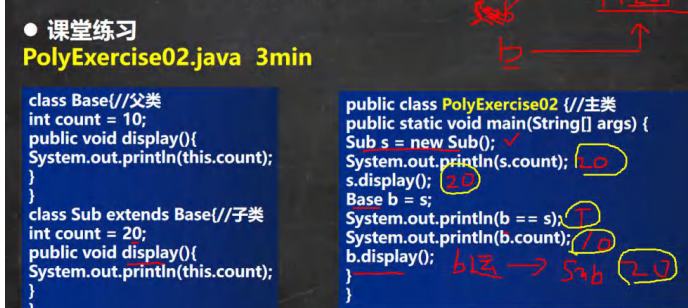 ● 课堂练习
PolyExercise02.java 3min
class Base{//父类
int count = 10;
public void display(){
System.out.println(this.count);
}
}
class Sub extends Base{//子类
int count = 20;
public void display(){
System.out.println(this.count);
}
Sub
b
public class PolyExercise02 {//主类
public static void main(String[] args) {
Sub s = new Sub();
System.out.println(s.count); 20
s.display(); 20
Base b = s;
System.out.println(b == s); T
System.out.println(b.count); 10
b.display(); b运 → Sub 20
}
}